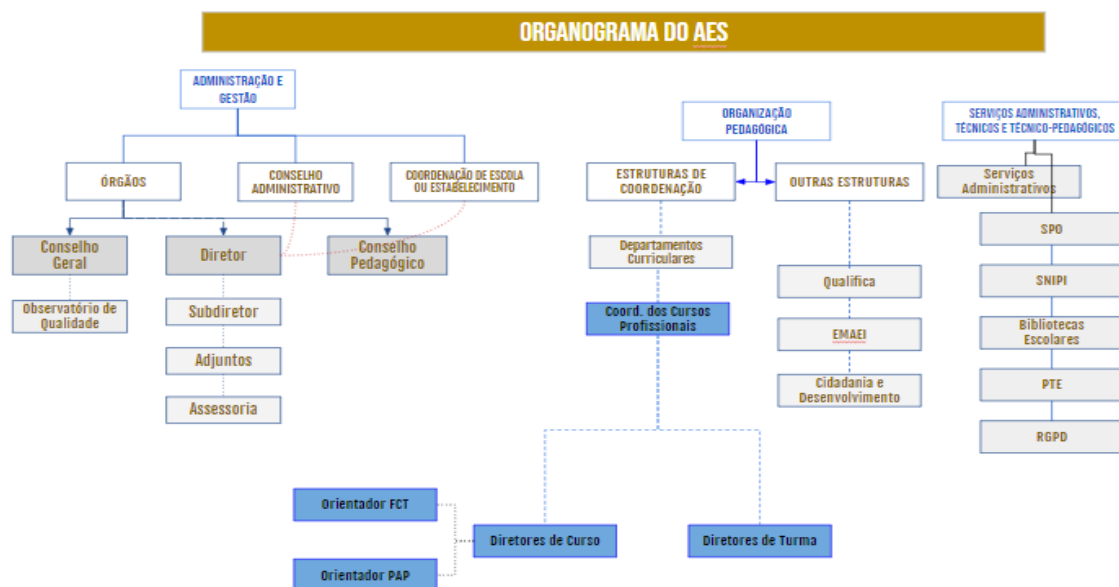 ORGANOGRAMA DO AES
ADMINISTRAÇÃO E
GESTÃO
ORGANIZAÇÃO
PEDAGÓGICA
SERVIÇOS ADMINISTRATIVOS,
TÉCNICOS E TÉCNICO-PEDAGÓGICOS
ÓRGÃOS
CONSELHO
ADMINISTRATIVO
COORDENAÇÃO DE ESCOLA
OU ESTABELECIMENTO
ESTRUTURAS DE
COORDENAÇÃO
OUTRAS ESTRUTURAS
Serviços
Administrativos
Conselho
Geral
Diretor
Conselho
Pedagógico
Departamentos
Curriculares
SPO
Observatório de
Qualidade
Subdiretor
Coord. dos Cursos
Profissionais
Qualifica
SNIPI
Adjuntos
EMAEI
Bibliotecas
Escolares
Assessoria
Cidadania e
Desenvolvimento
PTE
RGPD
Orientador FCT
Diretores de Curso
Diretores de Turma
Orientador PAP